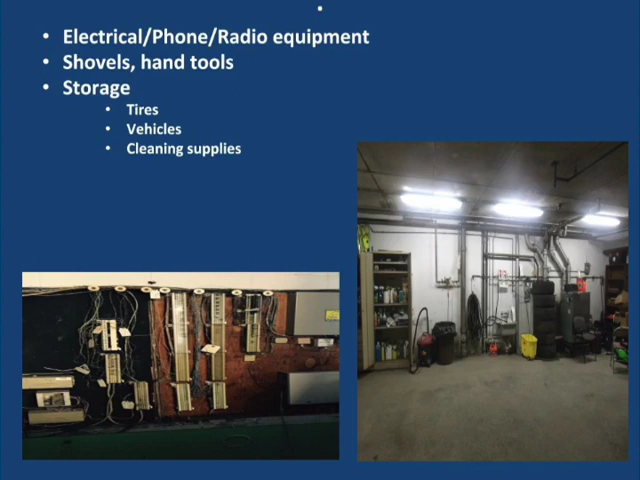 • Electrical/Phone/Radio equipment
• Shovels, hand tools
• Storage
• Tires
• Vehicles
• Cleaning supplies